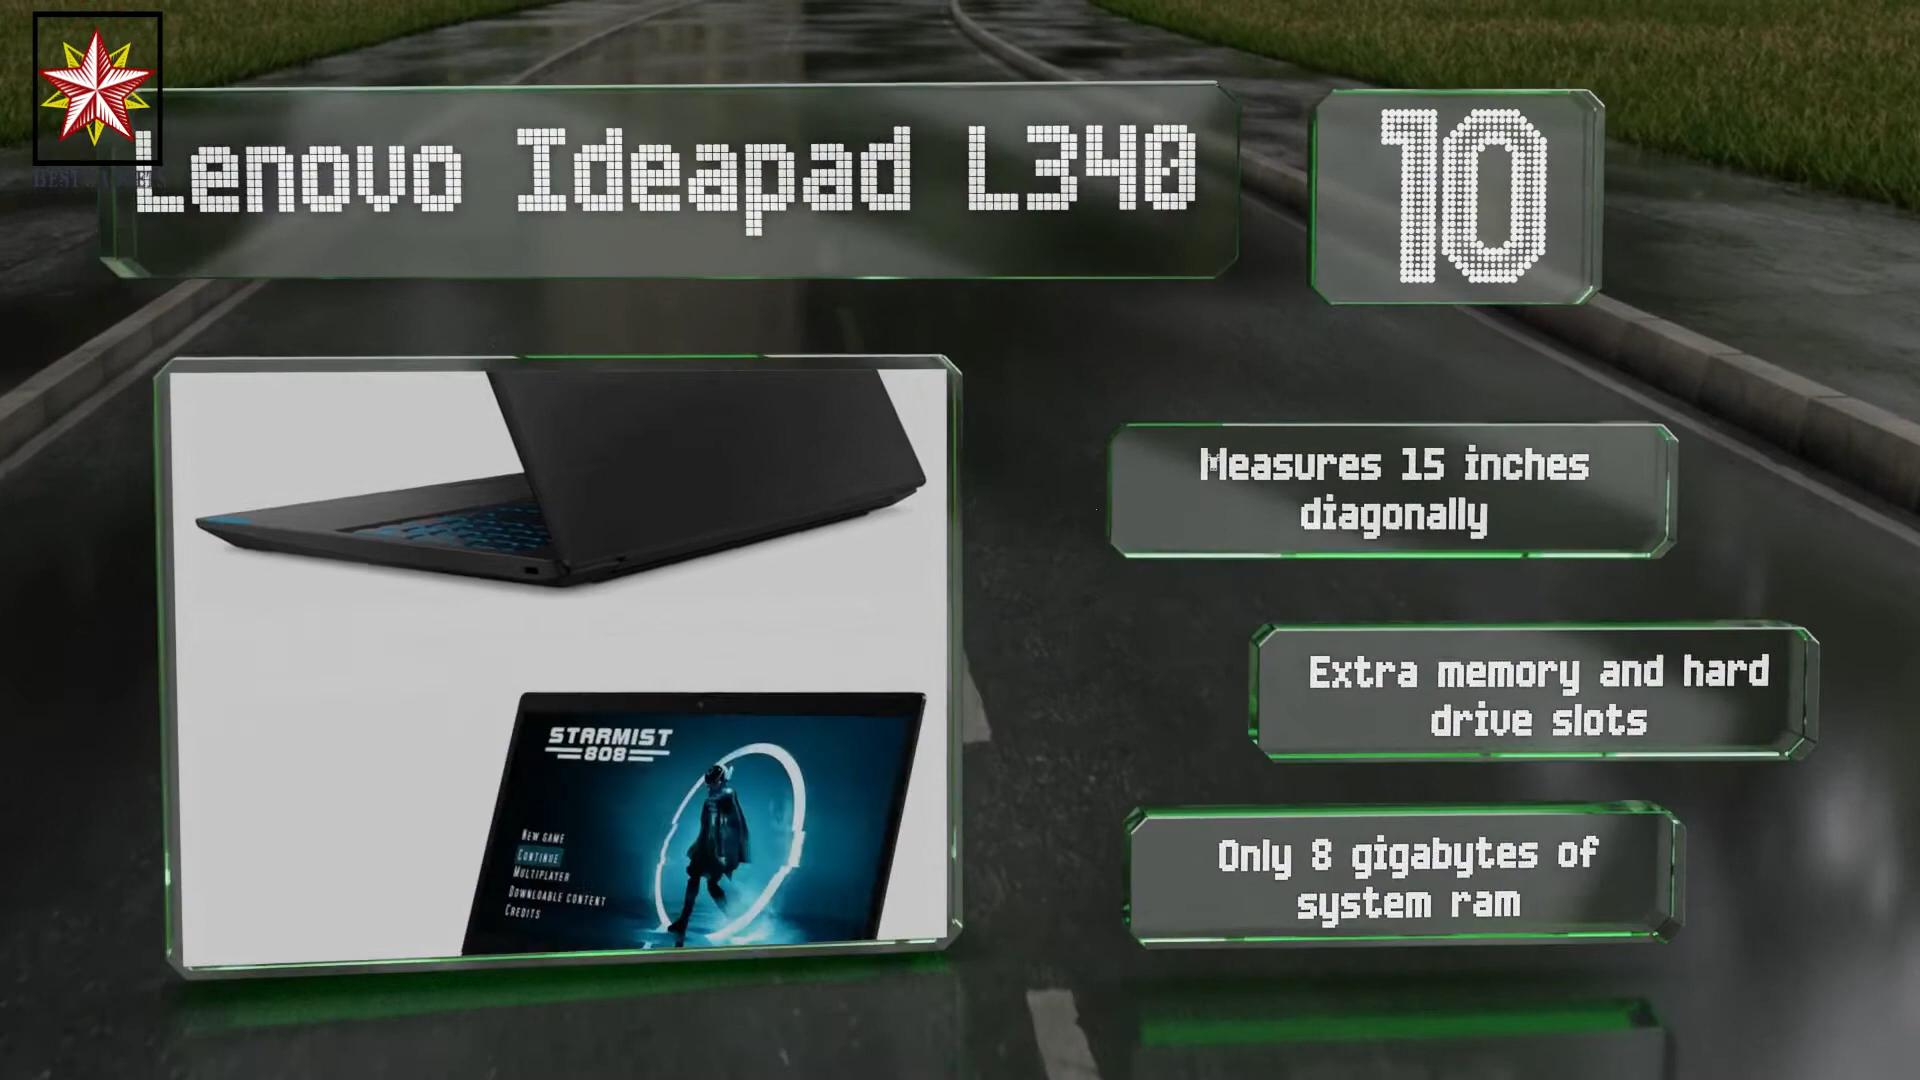 Lenovo Ideapad L340
10
Measures 15 inches
diagonally
Extra memory and hard
drive slots
Only 8 gigabytes of
system ram
STARMIST
808
NEW GAME
CONTINUE
MULTIPLAYER
DOWNLOADABLE CONTENT
CREDITS